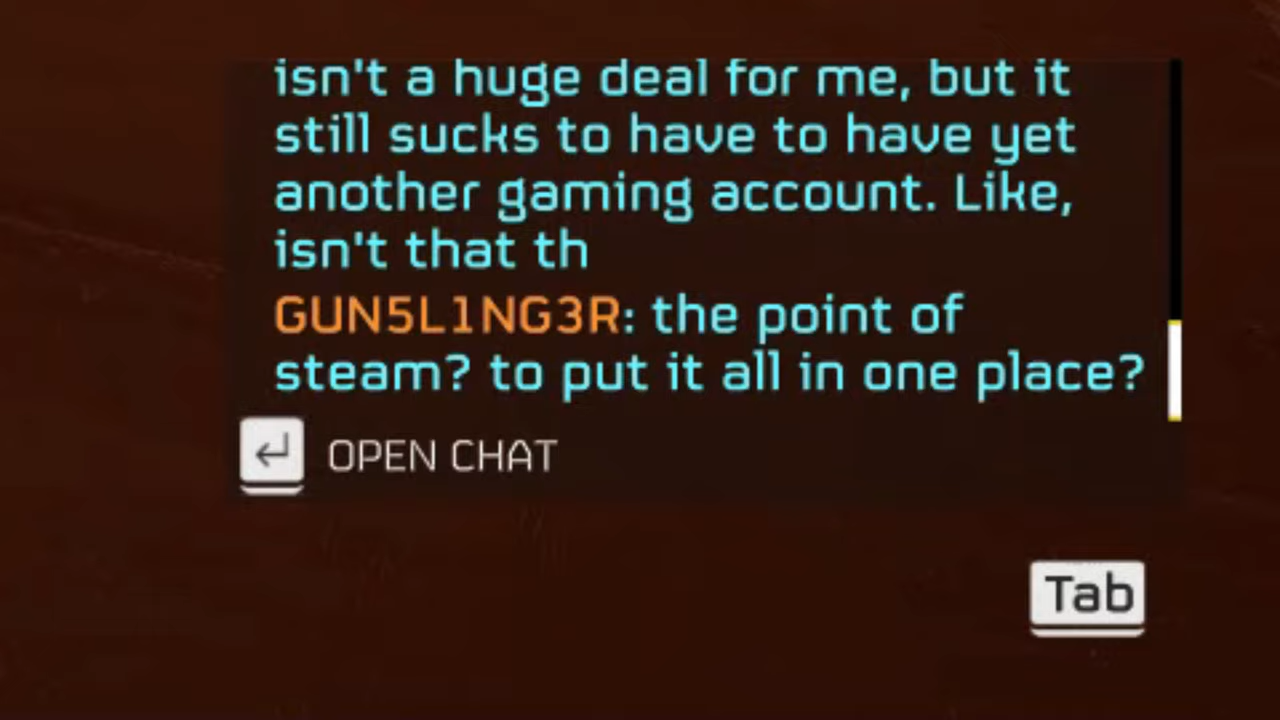 isn't a huge deal for me, but it
still sucks to have to have yet
another gaming account. Like,
isn't that th
GUN5L1NG3R: the point of
steam? to put it all in one place?
OPEN CHAT
Tab